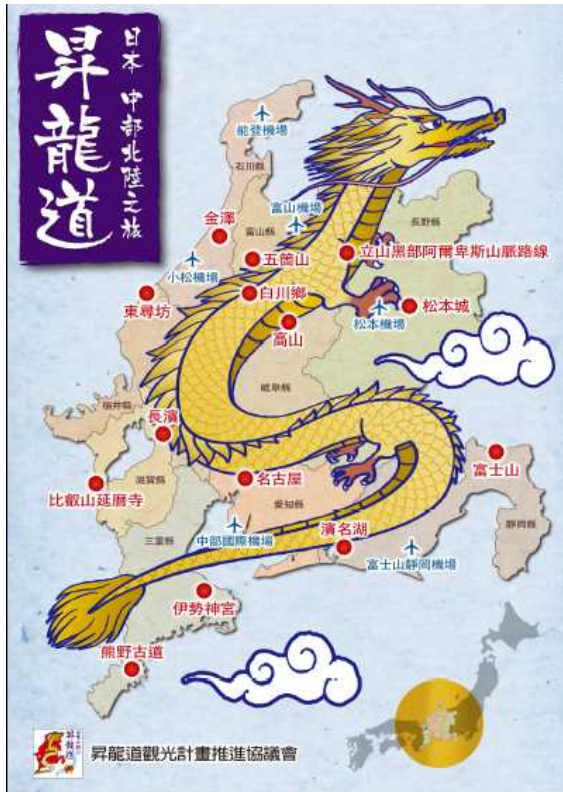 日本 中部北陸之旅
昇龍道
能登機場
石川縣
富山機場
長野縣
金澤
富山縣
立山黑部阿爾卑斯山脈路線
五箇山
小松機場
白川鄉
東尋坊
松本城
松本機場
高山
岐阜縣
福井縣
長濱
富士山
滋賀縣
名古屋
比叡山延曆寺
愛知縣
靜岡縣
三重縣
中部國際機場
濱名湖
富士山靜岡機場
伊勢神宮
熊野古道
昇龍道
昇龍道觀光計畫推進協議會